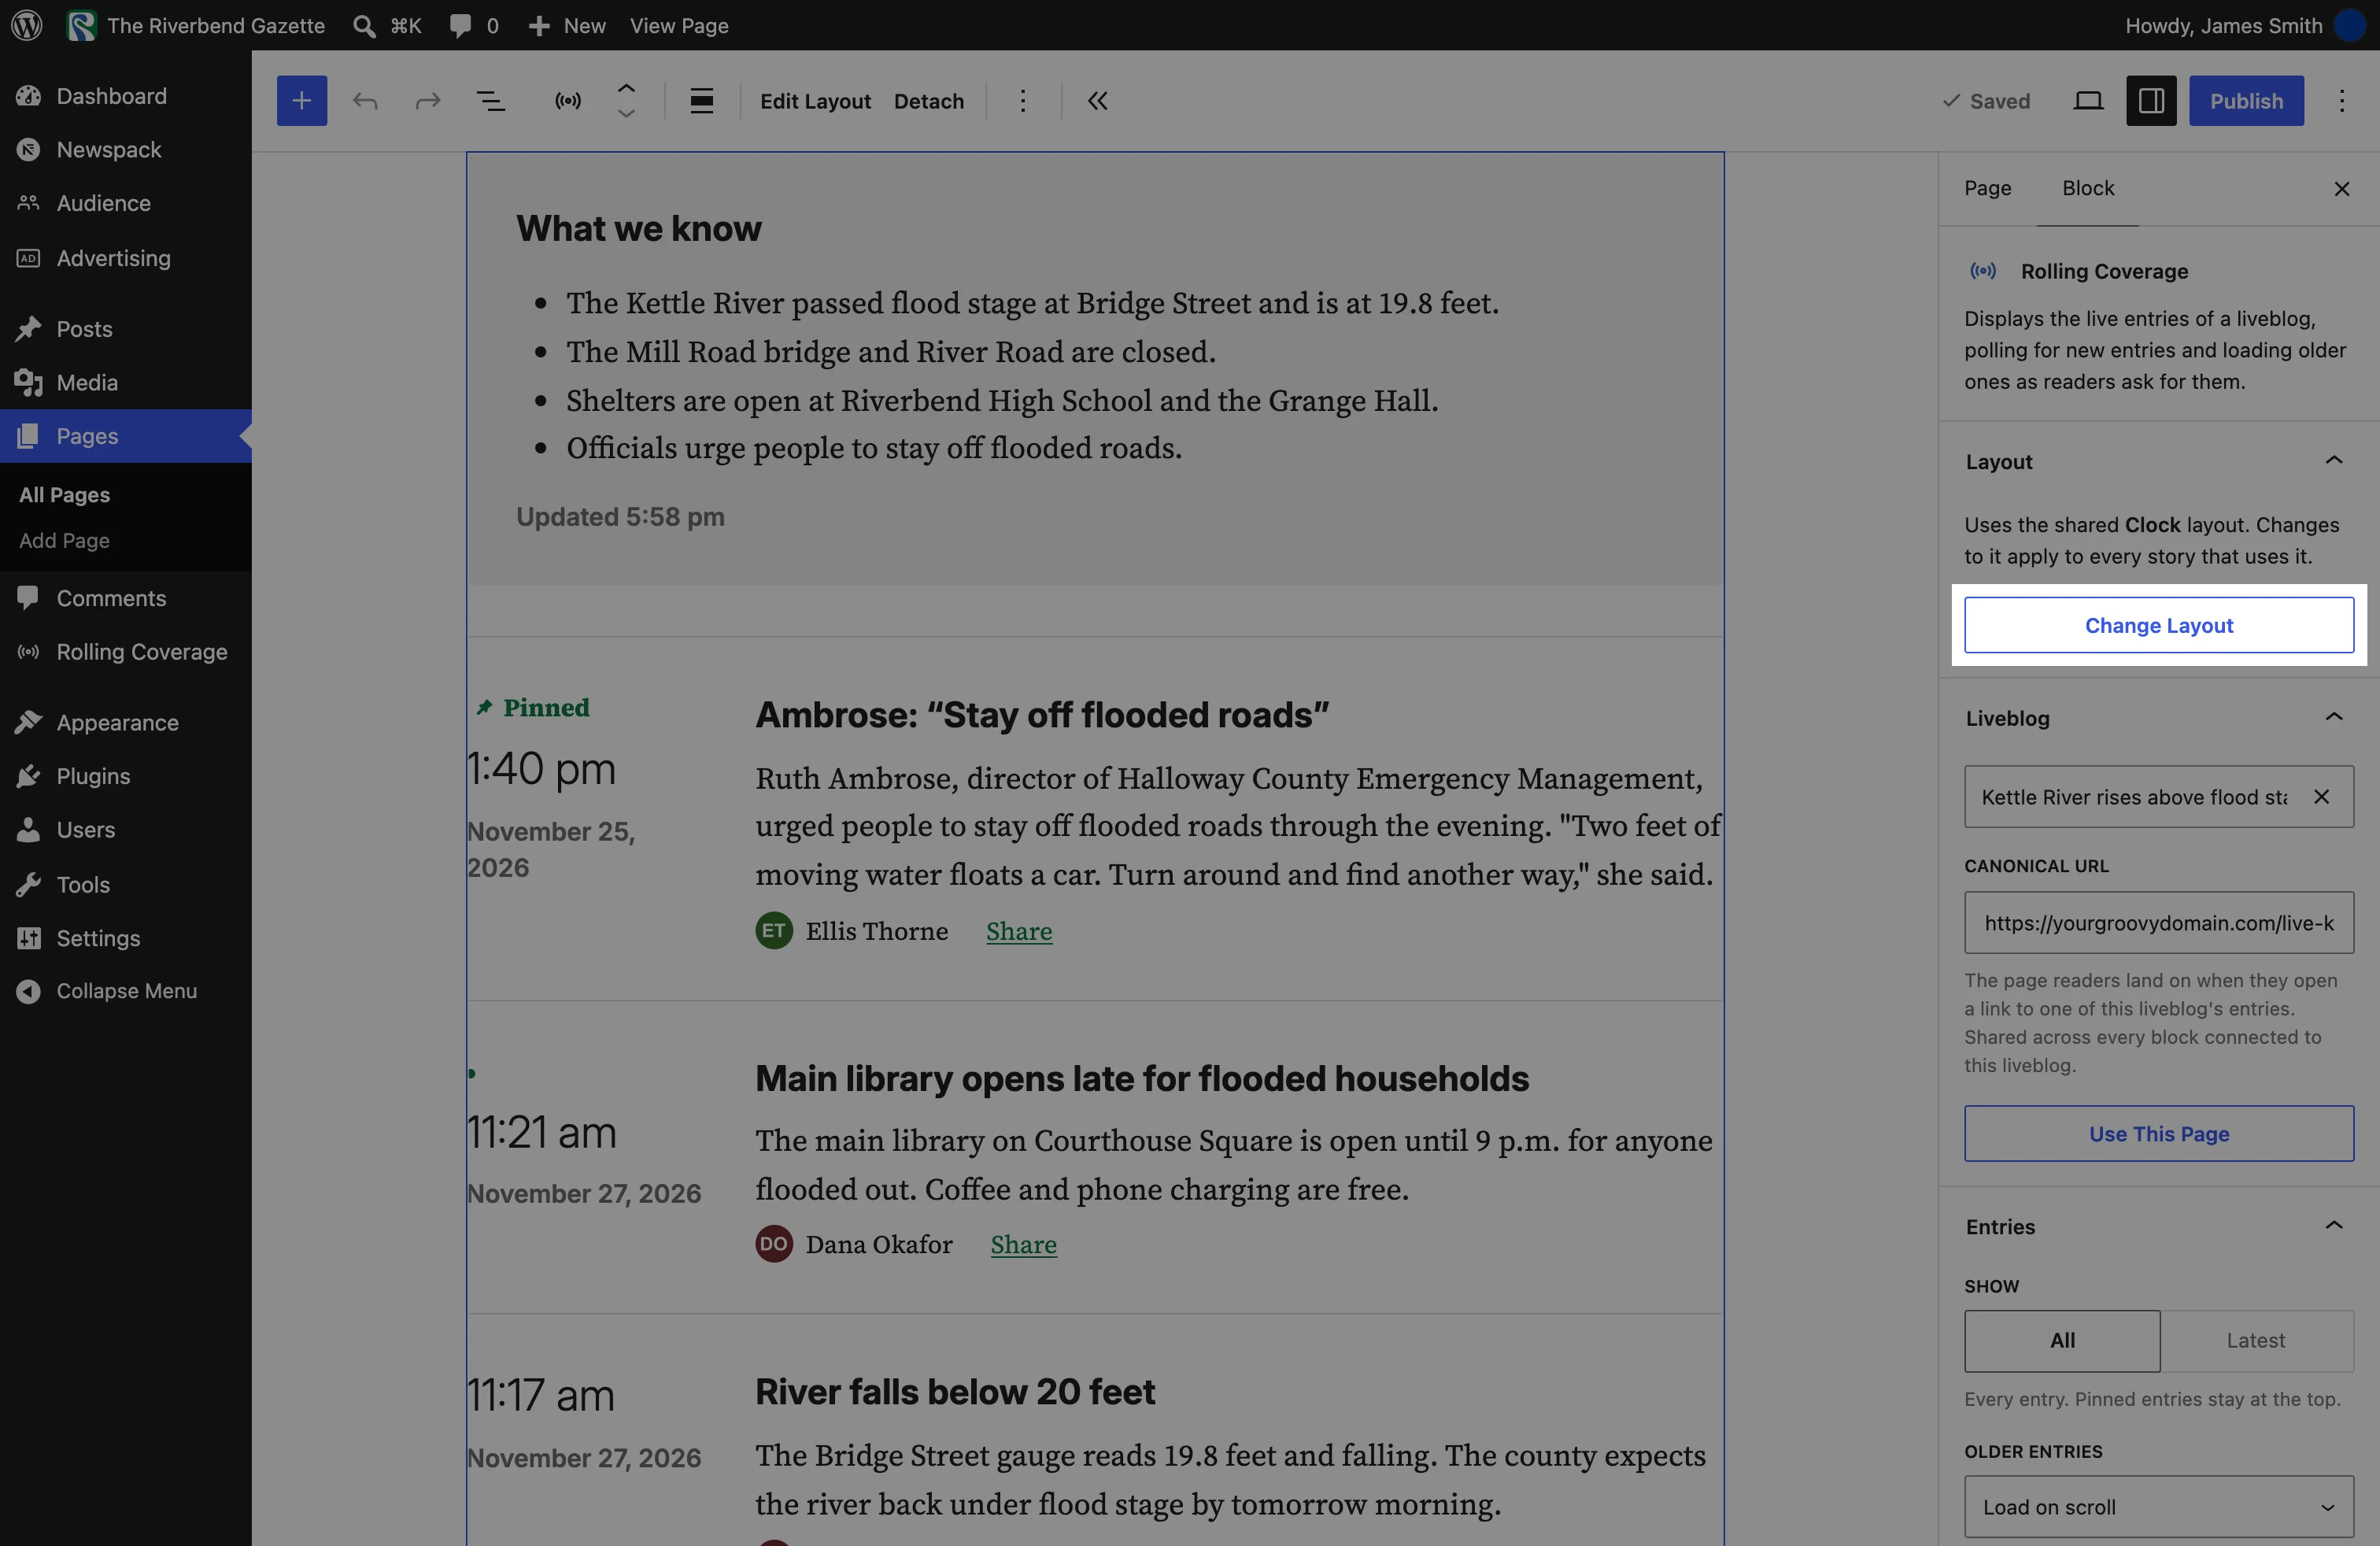 The Riverbend Gazette
⌘K
0
New
View Page
Howdy, James Smith
Dashboard
Newspack
Audience
AD
Advertising
Posts
Media
Pages
All Pages
Add Page
Comments
Rolling Coverage
Appearance
Plugins
Users
Tools
Settings
Collapse Menu
Edit Layout
Detach
Saved
Publish
What we know
• The Kettle River passed flood stage at Bridge Street and is at 19.8 feet.
• The Mill Road bridge and River Road are closed.
• Shelters are open at Riverbend High School and the Grange Hall.
• Officials urge people to stay off flooded roads.
Updated 5:58 pm
Pinned
1:40 pm
November 25,
2026
Ambrose: “Stay off flooded roads”
Ruth Ambrose, director of Halloway County Emergency Management,
urged people to stay off flooded roads through the evening. "Two feet of
moving water floats a car. Turn around and find another way," she said.
ET
Ellis Thorne
Share
11:21 am
November 27, 2026
Main library opens late for flooded households
The main library on Courthouse Square is open until 9 p.m. for anyone
flooded out. Coffee and phone charging are free.
DO
Dana Okafor
Share
11:17 am
November 27, 2026
River falls below 20 feet
The Bridge Street gauge reads 19.8 feet and falling. The county expects
the river back under flood stage by tomorrow morning.
Page
Block
Rolling Coverage
Displays the live entries of a liveblog,
polling for new entries and loading older
ones as readers ask for them.
Layout
Uses the shared Clock layout. Changes
to it apply to every story that uses it.
Change Layout
Liveblog
Kettle River rises above flood sta
CANONICAL URL
https://yourgroovydomain.com/live-k
The page readers land on when they open
a link to one of this liveblog's entries.
Shared across every block connected to
this liveblog.
Use This Page
Entries
SHOW
All
Latest
Every entry. Pinned entries stay at the top.
OLDER ENTRIES
Load on scroll